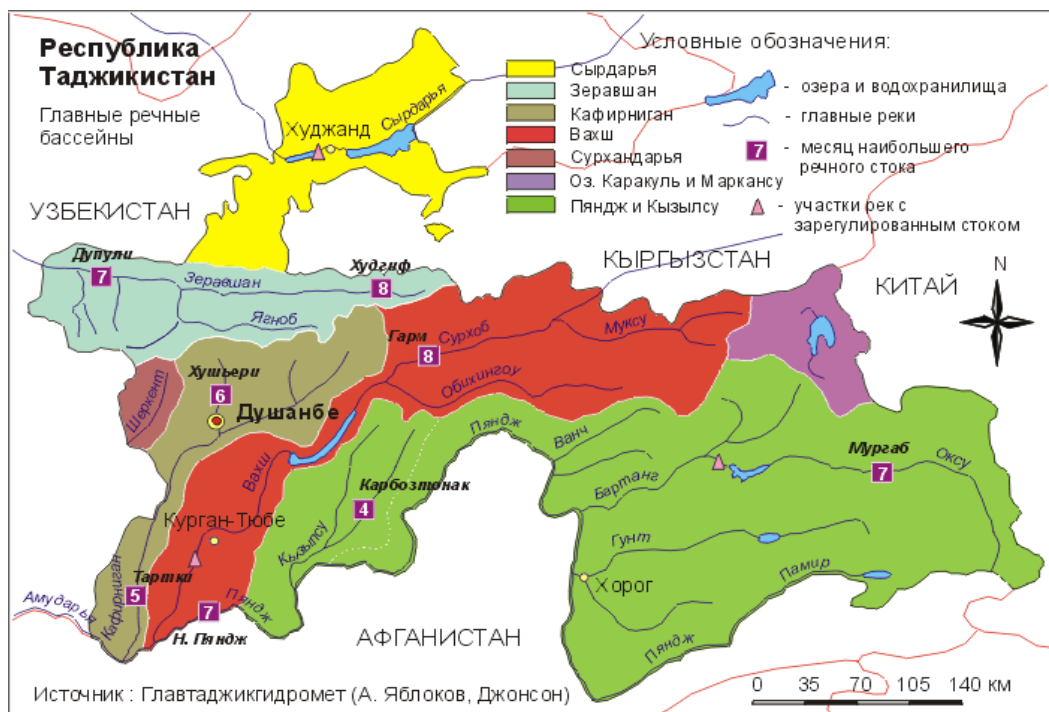 Республика
Таджикистан
Главные речные
бассейны
Условные обозначения:
Сырдарья
Зеравшан
Кафирниган
Вахш
Сурхандарья
Оз. Каракуль и Маркансу
Пяндж и Кызылсу
- озера и водохранилища
- главные реки
7 - месяц наибольшего
речного стока
- участки рек с
зарегулированным стоком
Худжанд
Сырдарья
УЗБЕКИСТАН
КЫРГЫЗСТАН
КИТАЙ
N
Дупули
7
Зеравшан
Худгиф
8
Ягноб
Гарм
8
Сурхоб
Муксу
Обихингоу
Шеркент
Хушьери
6
Душанбе
Вахш
Пяндж
Ванч
Бартанг
Мургаб
7
Оксу
Карбозтонак
4
Курган-Тюбе
Кызылсу
Гунт
Хорог
Памир
Тартки
5
Кафирниган
Амударья
7
Пяндж
Н. Пяндж
АФГАНИСТАН
Пяндж
Источник : Главтаджикгидромет (А. Яблоков, Джонсон)
0 35 70 105 140 км